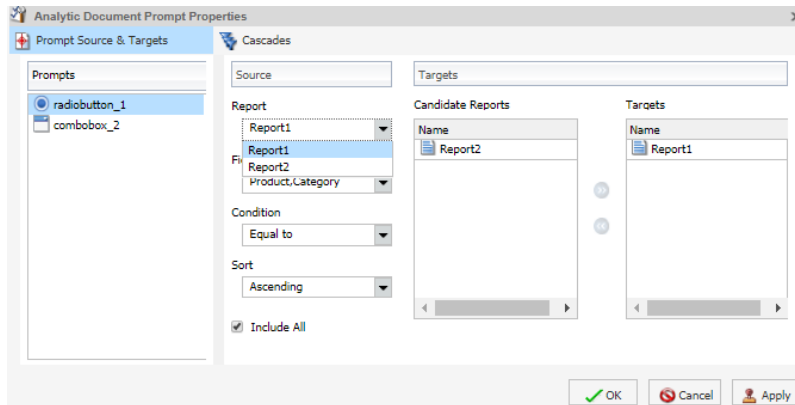 Analytic Document Prompt Properties
Prompt Source & Targets
Cascades
Prompts
radiobutton_1
combobox_2
Source
Report
Report1
Report1
Report2
Product,Category
Condition
Equal to
Sort
Ascending
Include All
Targets
Candidate Reports
Name
Report2
Targets
Name
Report1
OK
Cancel
Apply